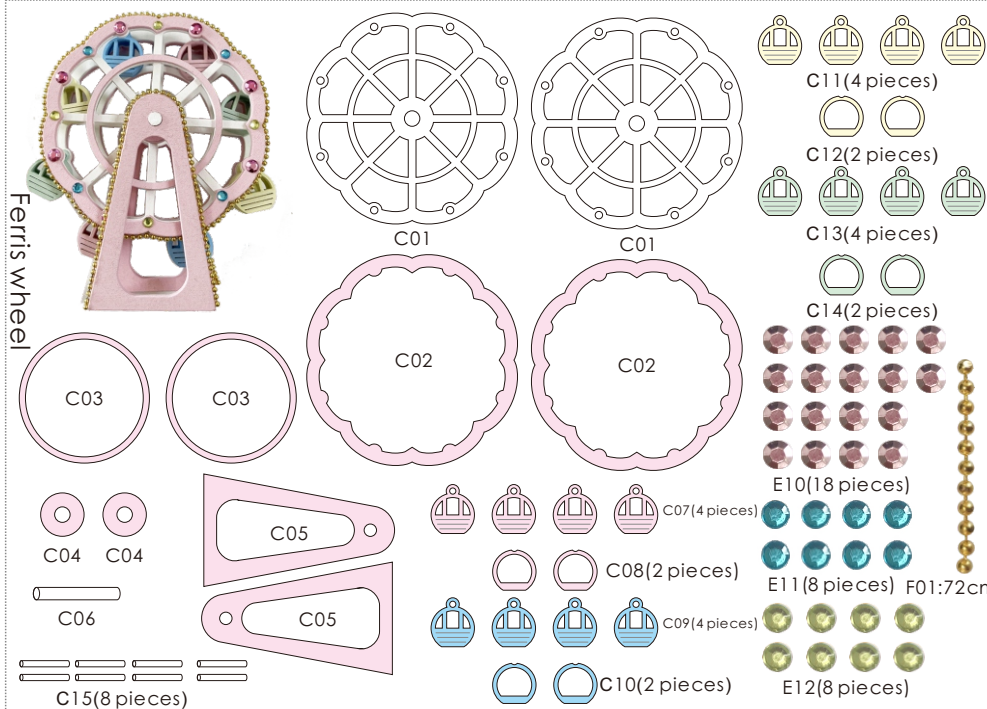 Ferris wheel
C01
C01
C11(4 pieces)
C12(2 pieces)
C13(4 pieces)
C14(2 pieces)
C02
C02
C03
C03
E10(18 pieces)
C04
C04
C05
C05
C06
C07(4 pieces)
C08(2 pieces)
C09(4 pieces)
C10(2 pieces)
E11(8 pieces)
F01:72cm
E12(8 pieces)
C15(8 pieces)